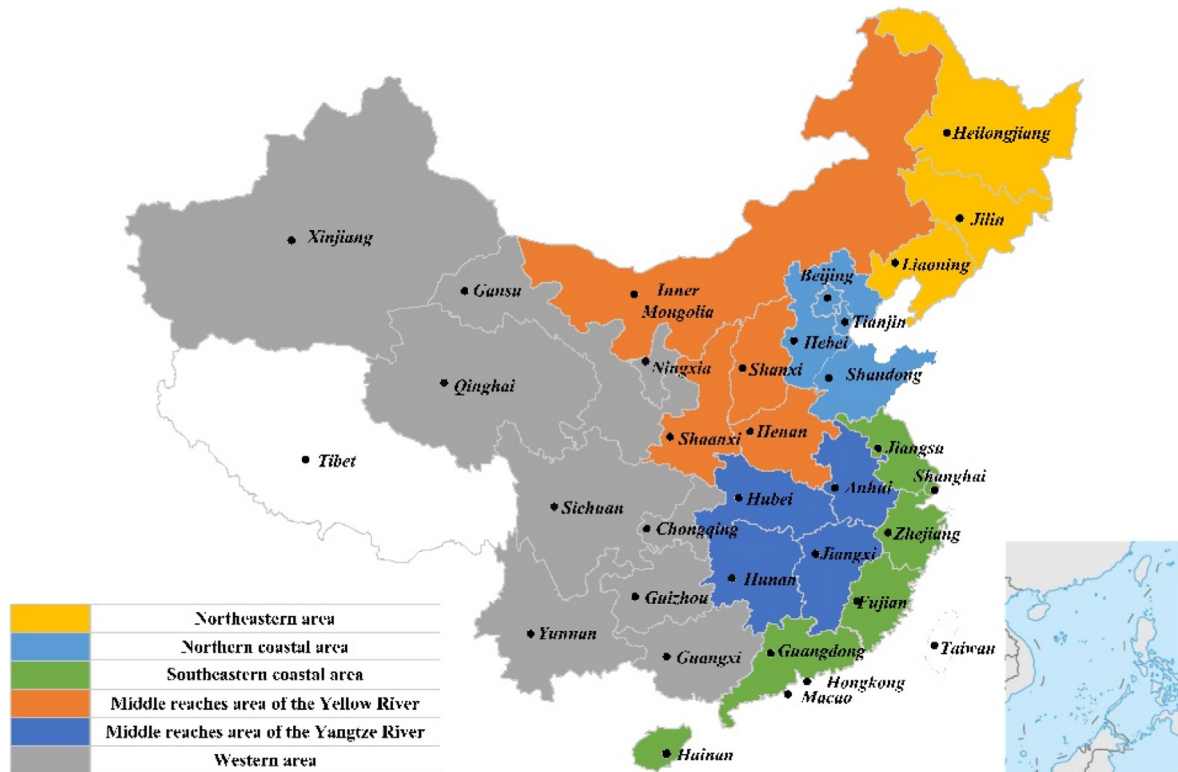 Heilongjiang
Jilin
Liaoning
Xinjiang
Gansu
Inner
Mongolia
Beijing
Tianjin
Hebei
Ningxia
Shanxi
Shandong
Qinghai
Shaanxi
Henan
Jiangsu
Tibet
Shanghai
Anhui
Hubei
Sichuan
Chongqing
Zhejiang
Jiangxi
Hunan
Guizhou
Fujian
Yunnan
Guangxi
Guangdong
Taiwan
Hongkong
Macao
Hainan
Northeastern area
Northern coastal area
Southeastern coastal area
Middle reaches area of the Yellow River
Middle reaches area of the Yangtze River
Western area